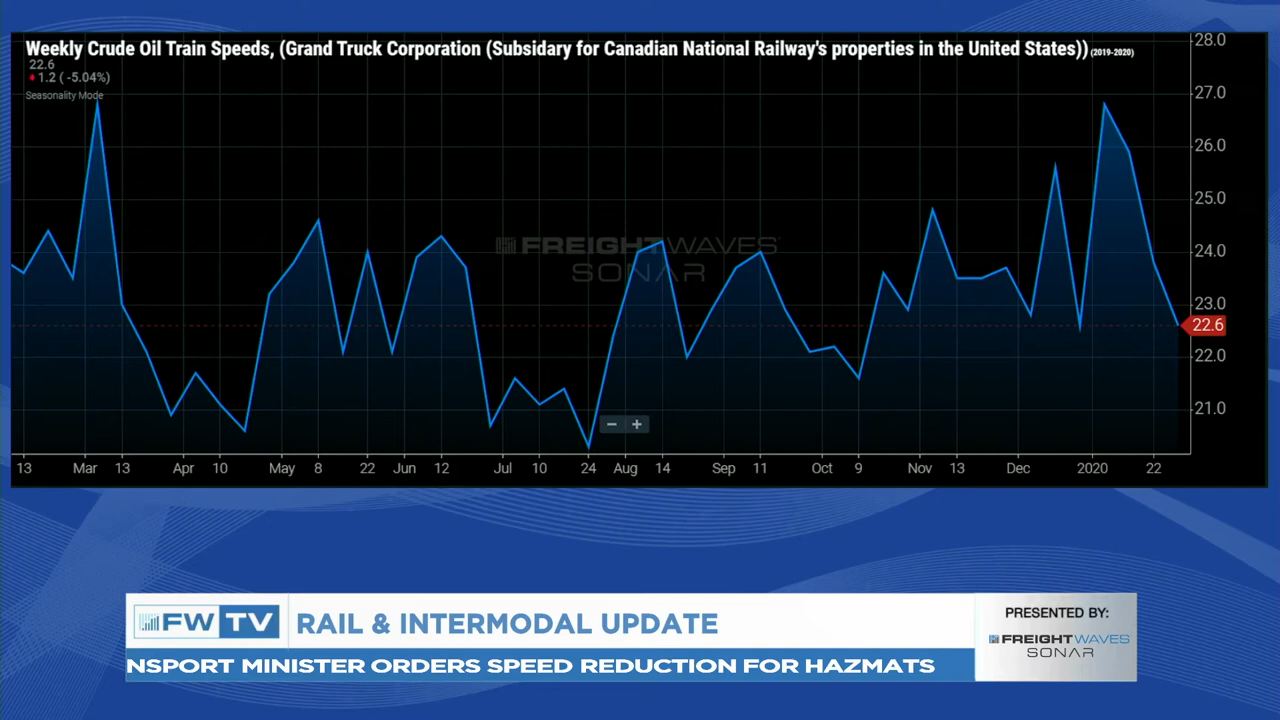 Weekly Crude Oil Train Speeds, (Grand Truck Corporation (Subsidary for Canadian National Railway's properties in the United States)) (2019-2020)
22.6
1.2 ( -5.04%)
Seasonality Mode
28.0
27.0
26.0
25.0
24.0
23.0
22.6
22.0
21.0
FREIGHTWAVES
SONAR
− +
13 Mar 13 Apr 10 May 8 22 Jun 12 Jul 10 24 Aug 14 Sep 11 Oct 9 Nov 13 Dec 2020 22
FWTV RAIL & INTERMODAL UPDATE
NSPORT MINISTER ORDERS SPEED REDUCTION FOR HAZMATS
PRESENTED BY:
FREIGHTWAVES
SONAR